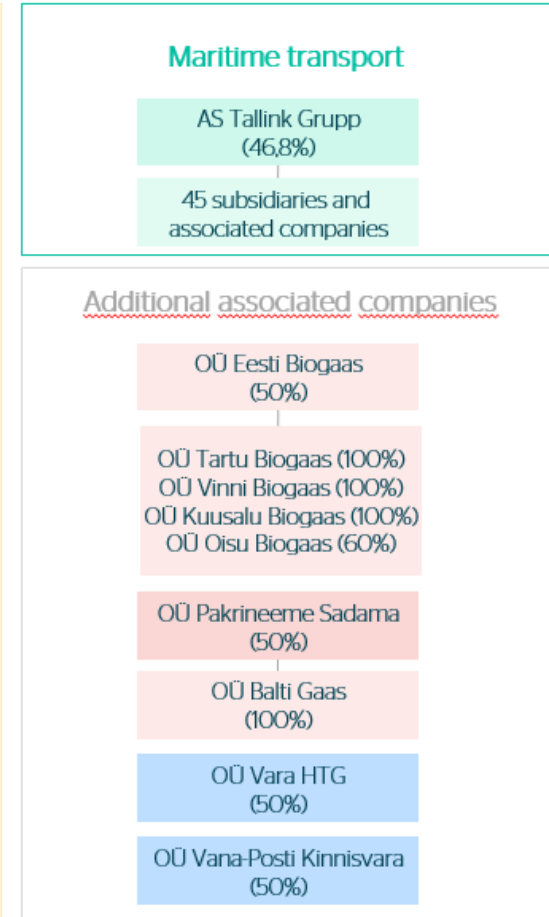 Maritime transport
AS Tallink Grupp
(46,8%)
45 subsidiaries and
associated companies
Additional associated companies
OÜ Eesti Biogaas
(50%)
OÜ Tartu Biogaas (100%)
OÜ Vinni Biogaas (100%)
OÜ Kuusalu Biogaas (100%)
OÜ Oisu Biogaas (60%)
OÜ Pakrineeme Sadama
(50%)
OÜ Balti Gaas
(100%)
OÜ Vara HTG
(50%)
OÜ Vana-Posti Kinnisvara
(50%)